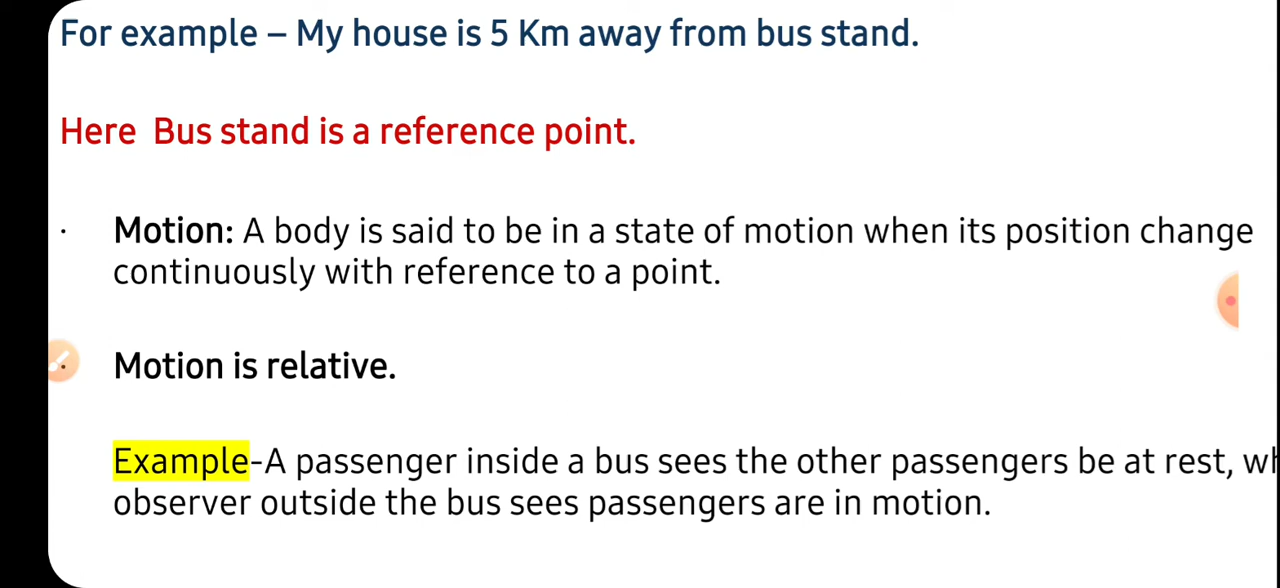 For example – My house is 5 Km away from bus stand.
Here Bus stand is a reference point.
· Motion: A body is said to be in a state of motion when its position change
continuously with reference to a point.
Motion is relative.
Example-A passenger inside a bus sees the other passengers be at rest,
observer outside the bus sees passengers are in motion.